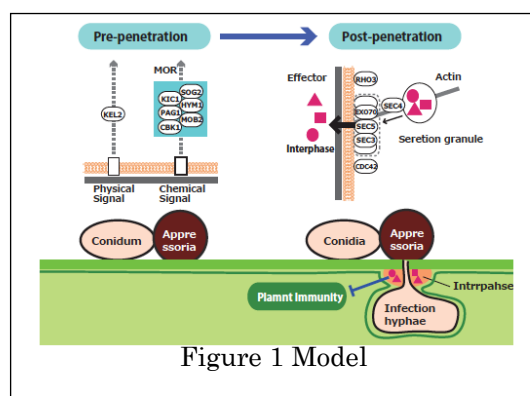 Pre-penetration
Post-penetration
MOR
KEL2
KIC1
PAG1
CBK1
SOG2
HYM1
MOB2
Physical
Signal
Chemical
Signal
Effector
Interphase
RHO3
EXO70
SEC5
SEC3
CDC42
SEC4
Actin
Seretion granule
Conidum
Appre
ssoria
Conidia
Appre
ssoria
Plamnt Immunity
Intrrpahse
Infection
hyphae
Figure 1 Model